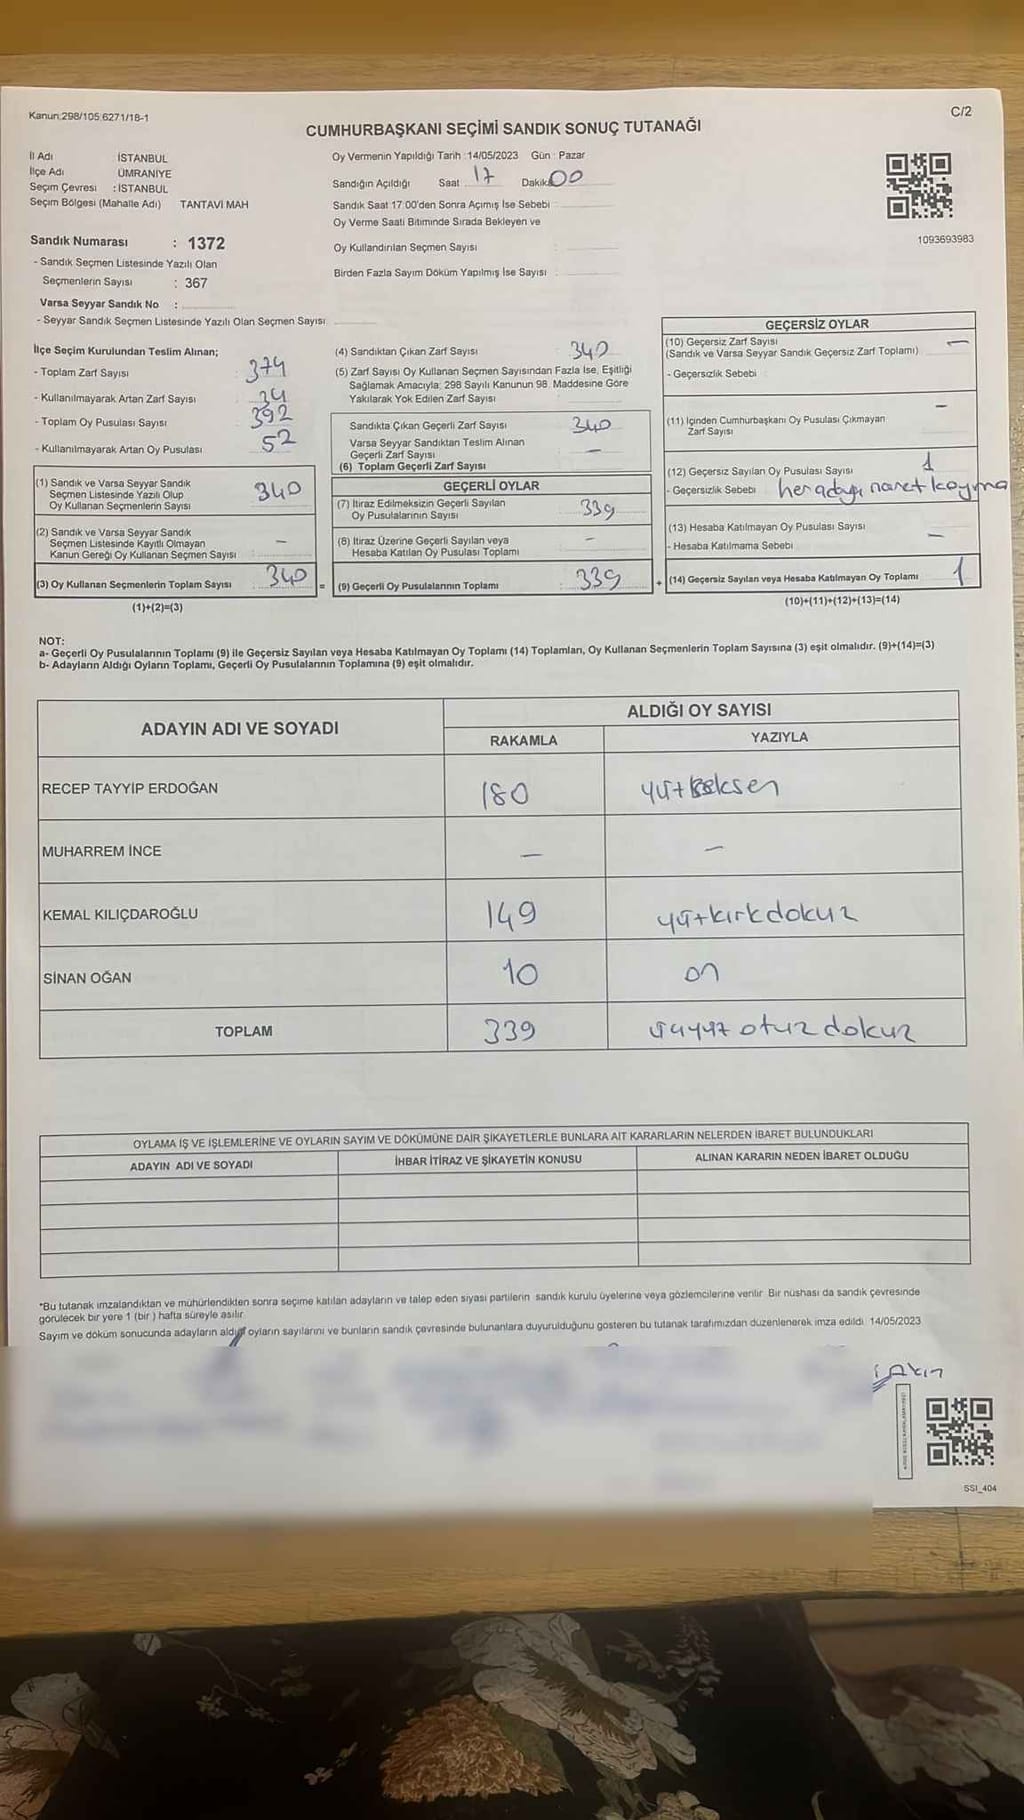 Kanun:298/105 6271/18-1
C/2
CUMHURBAŞKANI SEÇİMİ SANDIK SONUÇ TUTANAĞI
İl Adı İSTANBUL
İlçe Adı ÜMRANİYE
Seçim Çevresi : İSTANBUL
Seçim Bölgesi (Mahalle Adı) TANTAVİ MAH
Oy Vermenin Yapıldığı Tarih :14/05/2023 Gün : Pazar
Sandığın Açıldığı Saat 17 Dakika 00
Sandık Saat 17:00'den Sonra Açımış İse Sebebi :
Oy Verme Saati Bitiminde Sırada Bekleyen ve
Oy Kullandırılan Seçmen Sayısı :
Birden Fazla Sayım Döküm Yapılmış İse Sayısı :
1093693983
Sandık Numarası : 1372
- Sandık Seçmen Listesinde Yazılı Olan
Seçmenlerin Sayısı : 367
Varsa Seyyar Sandık No :
- Seyyar Sandık Seçmen Listesinde Yazılı Olan Seçmen Sayısı
İlçe Seçim Kurulundan Teslim Alınan;
- Toplam Zarf Sayısı 374
- Kullanılmayarak Artan Zarf Sayısı 34
- Toplam Oy Pusulası Sayısı 392
- Kullanılmayarak Artan Oy Pusulası 52
(1) Sandık ve Varsa Seyyar Sandık
Seçmen Listesinde Yazılı Olup
Oy Kullanan Seçmenlerin Sayısı 340
(2) Sandık ve Varsa Seyyar Sandık
Seçmen Listesinde Kayıtlı Olmayan
Kanun Gereği Oy Kullanan Seçmen Sayısı -
(3) Oy Kullanan Seçmenlerin Toplam Sayısı 340 =
(1)+(2)=(3)
(4) Sandıktan Çıkan Zarf Sayısı 340
(5) Zarf Sayısı Oy Kullanan Seçmen Sayısından Fazla İse, Eşitliği
Sağlamak Amacıyla; 298 Sayılı Kanunun 98. Maddesine Göre
Yakılarak Yok Edilen Zarf Sayısı
Sandıkta Çıkan Geçerli Zarf Sayısı 340
Varsa Seyyar Sandıktan Teslim Alınan
Geçerli Zarf Sayısı -
(6) Toplam Geçerli Zarf Sayısı
GEÇERLİ OYLAR
(7) İtiraz Edilmeksizin Geçerli Sayılan
Oy Pusulalarının Sayısı 339
(8) İtiraz Üzerine Geçerli Sayılan veya
Hesaba Katılan Oy Pusulası Toplamı -
(9) Geçerli Oy Pusulalarının Toplamı 339 +
GEÇERSİZ OYLAR
(10) Geçersiz Zarf Sayısı -
(Sandık ve Varsa Seyyar Sandık Geçersiz Zarf Toplamı)
- Geçersizlik Sebebi
(11) İçinden Cumhurbaşkanı Oy Pusulası Çıkmayan -
Zarf Sayısı
(12) Geçersiz Sayılan Oy Pusulası Sayısı 1
- Geçersizlik Sebebi her adaya
(13) Hesaba Katılmayan Oy Pusulası Sayısı -
- Hesaba Katılmama Sebebi
(14) Geçersiz Sayılan veya Hesaba Katılmayan Oy Toplamı 1
(10)+(11)+(12)+(13)=(14)
NOT:
a- Geçerli Oy Pusulalarının Toplamı (9) ile Geçersiz Sayılan veya Hesaba Katılmayan Oy Toplamı (14) Toplamları, Oy Kullanan Seçmenlerin Toplam Sayısına (3) eşit olmalıdır. (9)+(14)=(3)
b- Adayların Aldığı Oyların Toplamı, Geçerli Oy Pusulalarının Toplamına (9) eşit olmalıdır.
ADAYIN ADI VE SOYADI
ALDIĞI OY SAYISI
RAKAMLA YAZIYLA
RECEP TAYYİP ERDOĞAN 180 yüzseksen
MUHARREM İNCE - -
KEMAL KILIÇDAROĞLU 149 yüzkırkdokuz
SİNAN OĞAN 10 on
TOPLAM 339 üçyüz otuz dokuz
OYLAMA İŞ VE İŞLEMLERİNE VE OYLARIN SAYIM VE DÖKÜMÜNE DAİR ŞİKAYETLERLE BUNLARA AİT KARARLARIN NELERDEN İBARET BULUNDUKLARI
ADAYIN ADI VE SOYADI İHBAR İTİRAZ VE ŞİKAYETİN KONUSU ALINAN KARARIN NEDEN İBARET OLDUĞU
*Bu tutanak imzalandıktan ve mühürlendikten sonra seçime katılan adayların ve talep eden siyasi partilerin sandık kurulu üyelerine veya gözlemcilerine verilir. Bir nüshası da sandık çevresinde
görülecek bir yere 1 (bir ) hafta süreyle asılır.
Sayım ve döküm sonucunda adayların aldığı oyların sayılarını ve bunların sandık çevresinde bulunanlara duyurulduğunu gösteren bu tutanak tarafımızdan düzenlenerek imza edildi. 14/05/2023
SSI_404